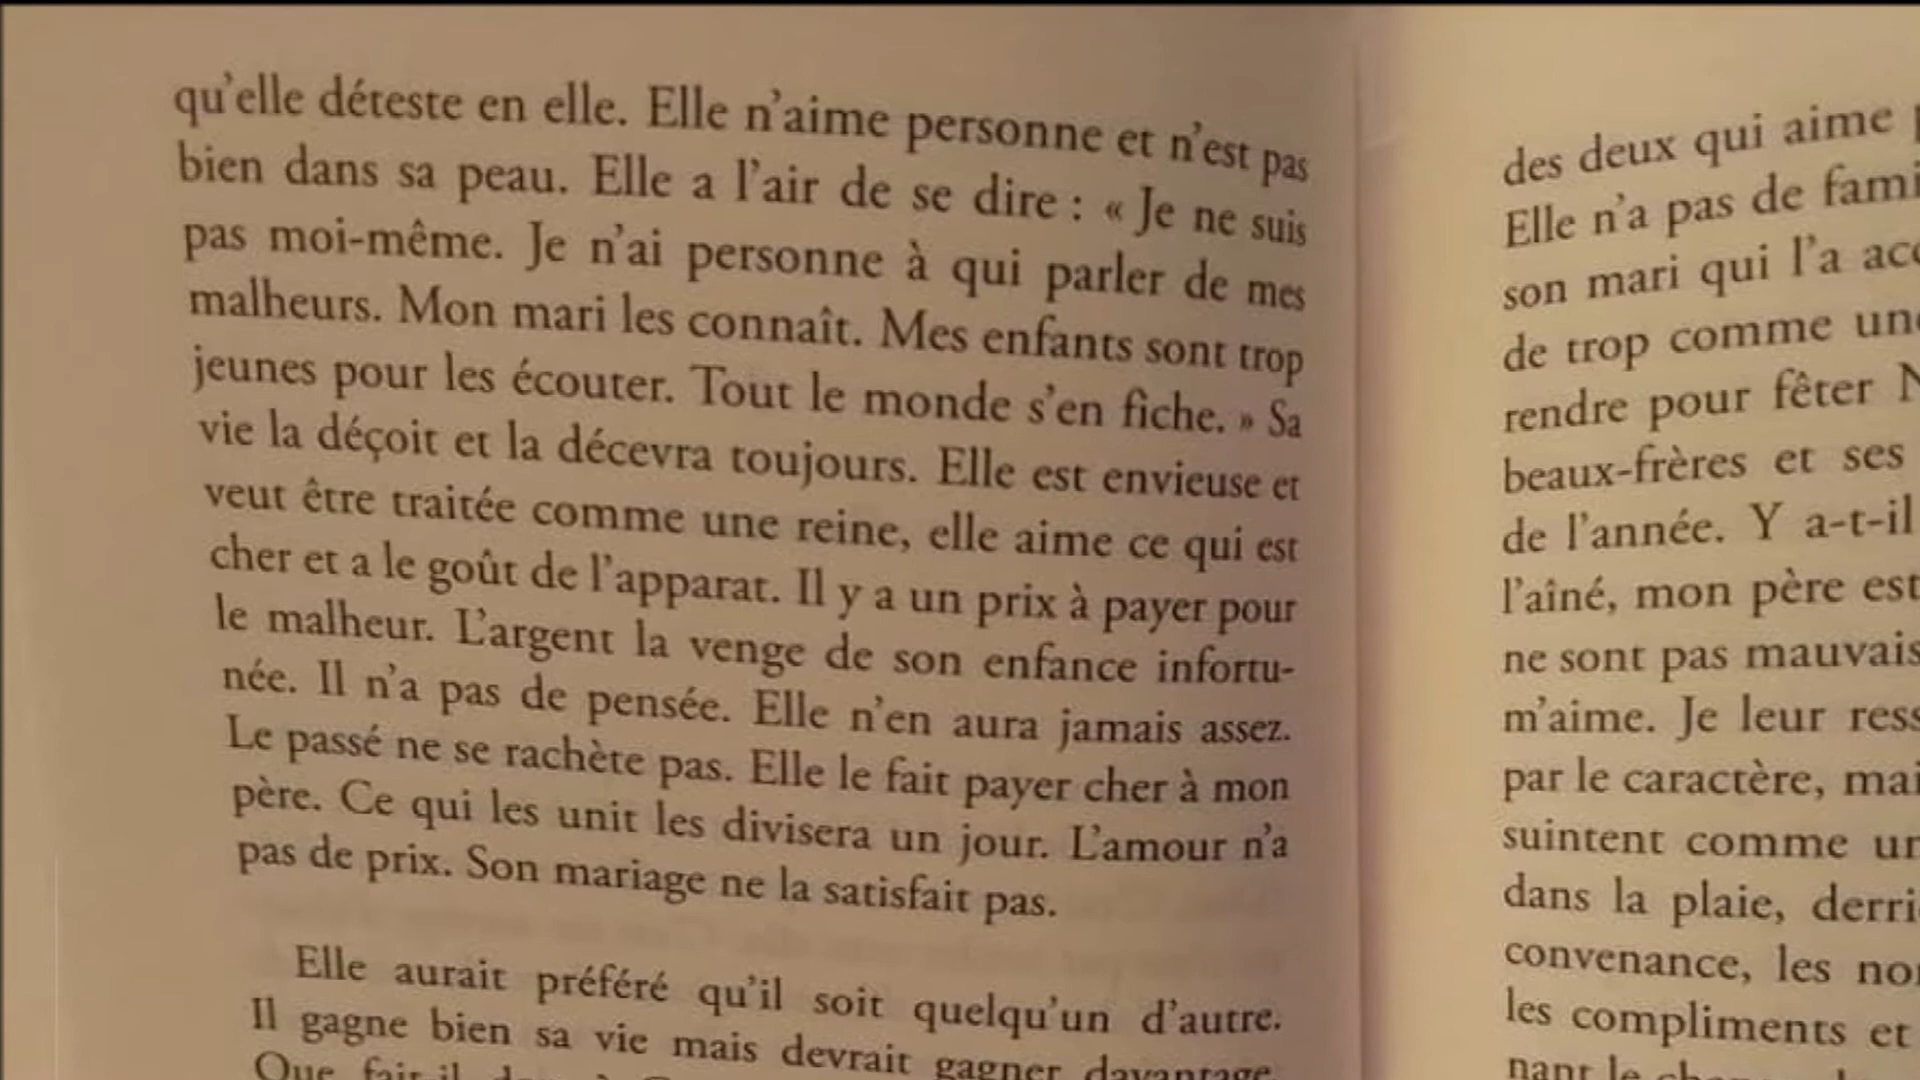 qu'elle déteste en elle. Elle n'aime personne et n'est pas
bien dans sa peau. Elle a l'air de se dire : « Je ne suis
pas moi-même. Je n'ai personne à qui parler de mes
malheurs. Mon mari les connaît. Mes enfants sont trop
jeunes pour les écouter. Tout le monde s'en fiche. » Sa
vie la déçoit et la décevra toujours. Elle est envieuse et
veut être traitée comme une reine, elle aime ce qui est
cher et a le goût de l'apparat. Il y a un prix à payer pour
le malheur. L'argent la venge de son enfance infortu-
née. Il n'a pas de pensée. Elle n'en aura jamais assez.
Le passé ne se rachète pas. Elle le fait payer cher à mon
père. Ce qui les unit les divisera un jour. L'amour n'a
pas de prix. Son mariage ne la satisfait pas.
Elle aurait préféré qu'il soit quelqu'un d'autre.
Il gagne bien sa vie mais devrait gagner davantage.
Que fait-il
des deux qui aime
Elle n'a pas de fami
son mari qui l'a acc
de trop comme une
rendre pour fêter N
beaux-frères et ses
de l'année. Y a-t-il
l'aîné, mon père est
ne sont pas mauvais
m'aime. Je leur ress
par le caractère, mai
suintent comme un
dans la plaie, derri
convenance, les no
les compliments et
nant le